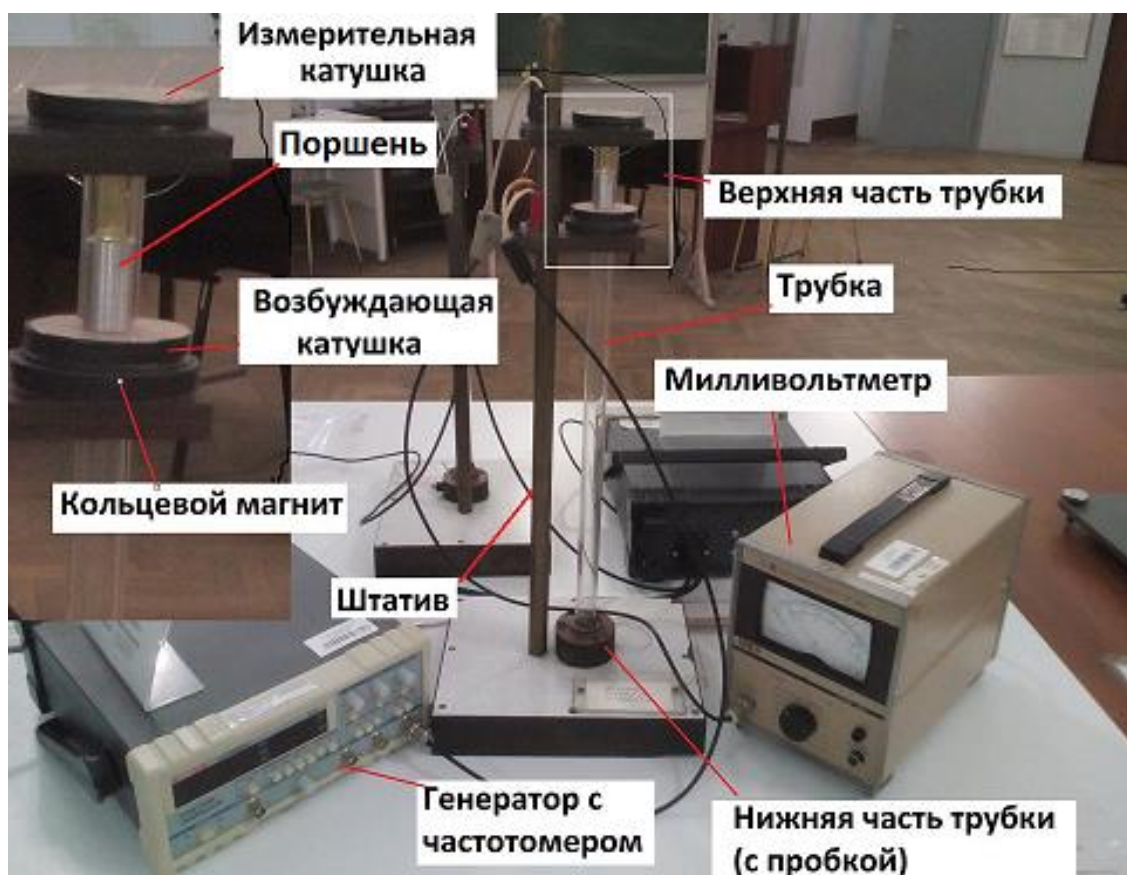 Измерительная
катушка
Поршень
Верхняя часть трубки
Возбуждающая
катушка
Трубка
Милливольтметр
Кольцевой магнит
Штатив
Генератор с
частотомером
Нижняя часть трубки
(с пробкой)